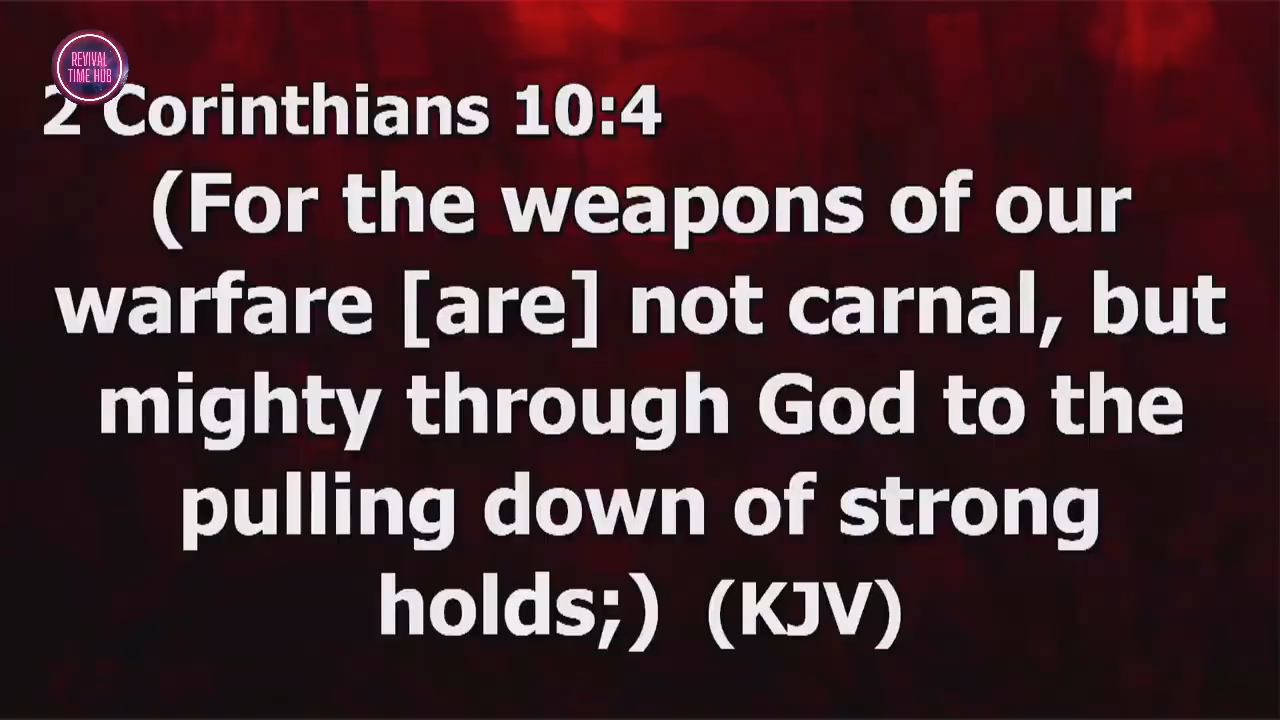 REVIVAL
TIME HUB
2 Corinthians 10:4
(For the weapons of our
warfare [are] not carnal, but
mighty through God to the
pulling down of strong
holds;) (KJV)